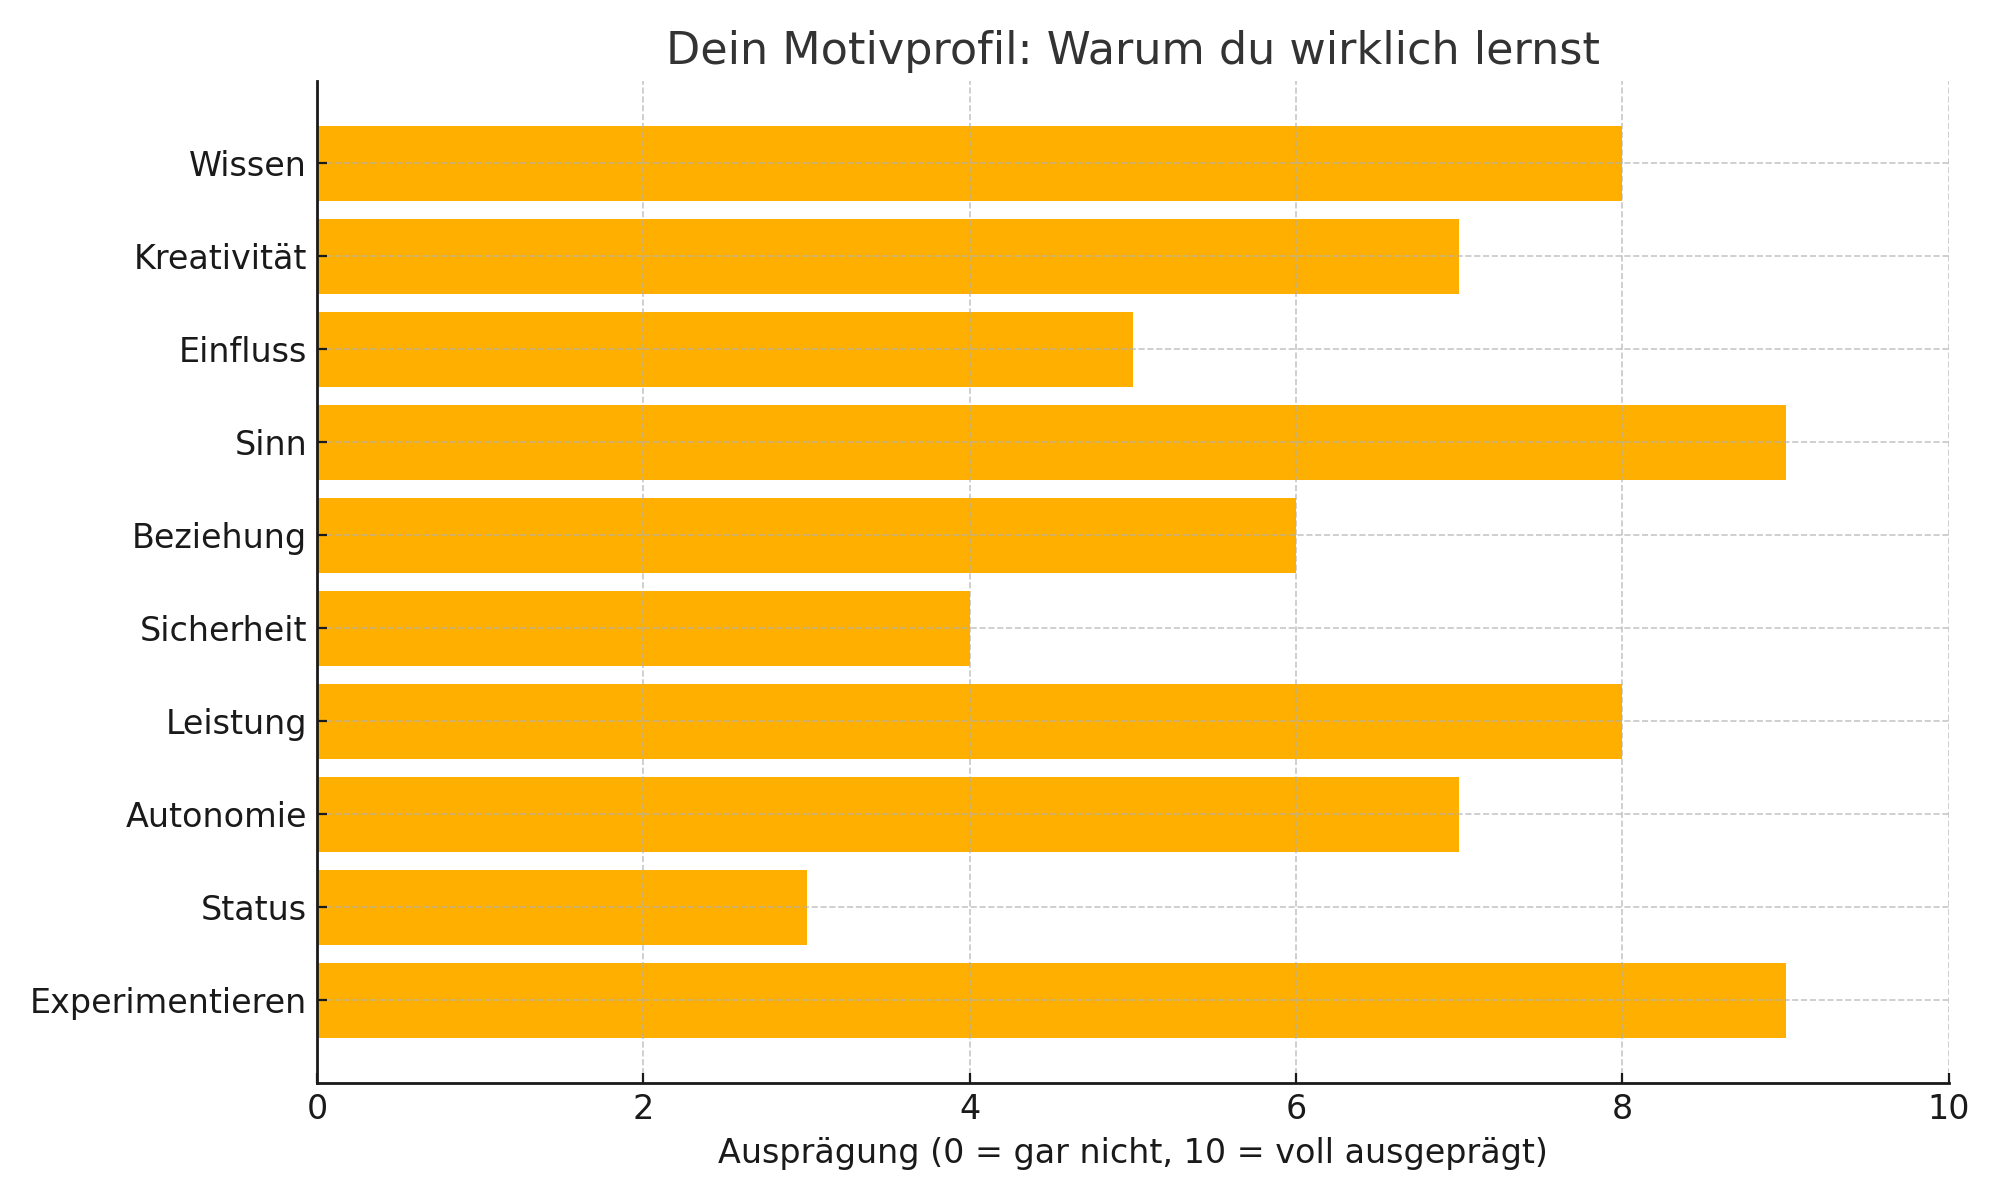 Dein Motivprofil: Warum du wirklich lernst
Wissen
Kreativität
Einfluss
Sinn
Beziehung
Sicherheit
Leistung
Autonomie
Status
Experimentieren
0 2 4 6 8 10
Ausprägung (0 = gar nicht, 10 = voll ausgeprägt)